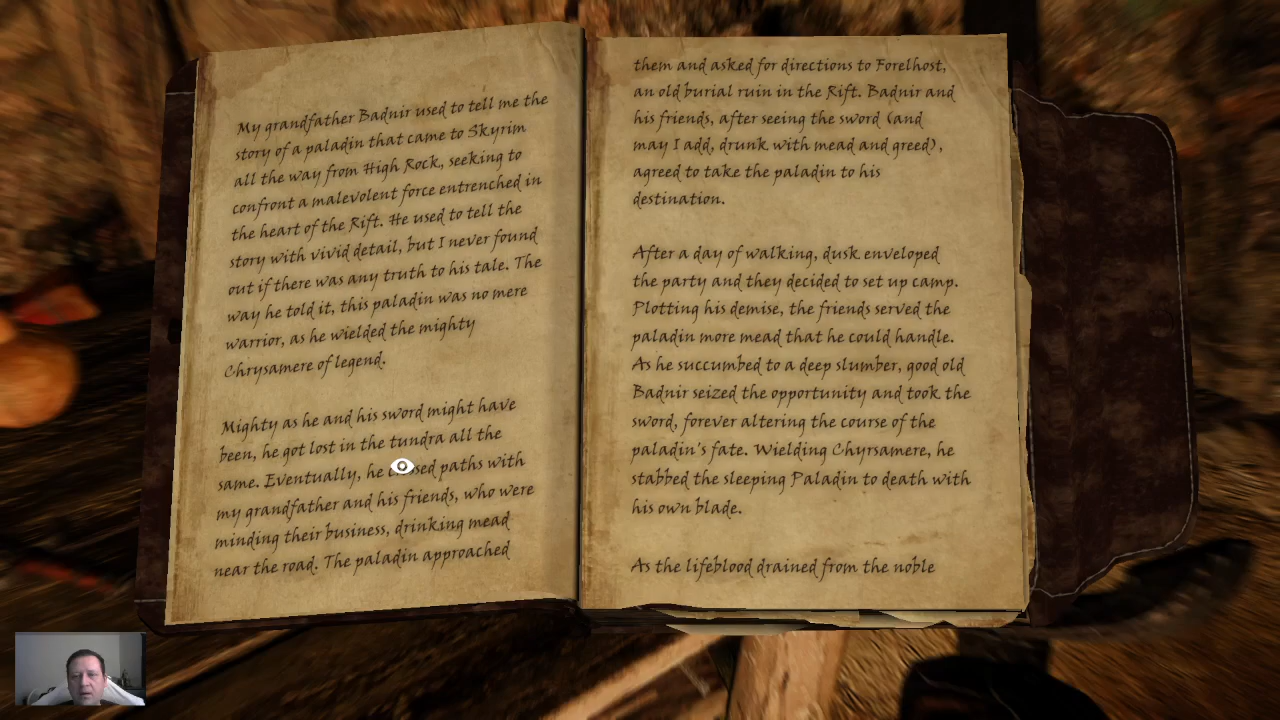 My grandfather Badnir used to tell me the
story of a paladin that came to Skyrim
all the way from High Rock, seeking to
confront a malevolent force entrenched in
the heart of the Rift. He used to tell the
story with vivid detail, but I never found
out if there was any truth to his tale. The
way he told it, this paladin was no mere
warrior, as he wielded the mighty
Chrysamere of legend.
Mighty as he and his sword might have
been, he got lost in the tundra all the
same. Eventually, he paths with
my grandfather and his friends, who were
minding their business, drinking mead
near the road. The paladin approached
them and asked for directions to Forelhost,
an old burial ruin in the Rift. Badnir and
his friends, after seeing the sword (and
may I add, drunk with mead and greed),
agreed to take the paladin to his
destination.
After a day of walking, dusk enveloped
the party and they decided to set up camp.
Plotting his demise, the friends served the
paladin more mead that he could handle.
As he succumbed to a deep slumber, good old
Badnir seized the opportunity and took the
sword, forever altering the course of the
paladin's fate. Wielding Chyrsamere, he
stabbed the sleeping Paladin to death with
his own blade.
As the lifeblood drained from the noble